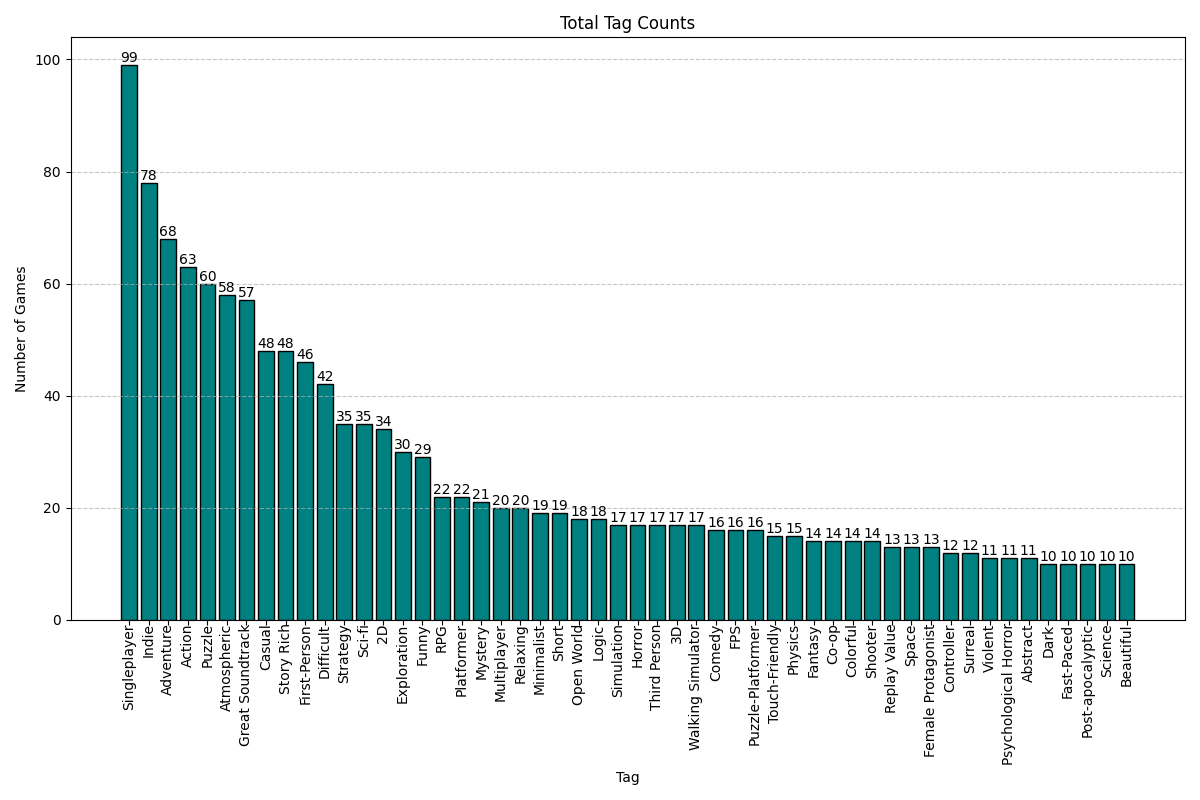 Total Tag Counts
Number of Games
100
80
60
40
20
0
99
78
68
63
60
58
57
48
48
46
42
35
35
34
30
29
22
22
21
20
20
19
19
18
18
17
17
17
17
17
16
16
16
15
15
14
14
14
14
13
13
13
12
12
11
11
11
10
10
10
10
10
Singleplayer
Indie
Adventure
Action
Puzzle
Atmospheric
Great Soundtrack
Casual
Story Rich
First-Person
Difficult
Strategy
Sci-fi
2D
Exploration
Funny
RPG
Platformer
Mystery
Multiplayer
Relaxing
Minimalist
Short
Open World
Logic
Simulation
Horror
Third Person
3D
Walking Simulator
Comedy
FPS
Puzzle-Platformer
Touch-Friendly
Physics
Fantasy
Co-op
Colorful
Shooter
Replay Value
Space
Female Protagonist
Controller
Surreal
Violent
Psychological Horror
Abstract
Dark
Fast-Paced
Post-apocalyptic
Science
Beautiful
Tag